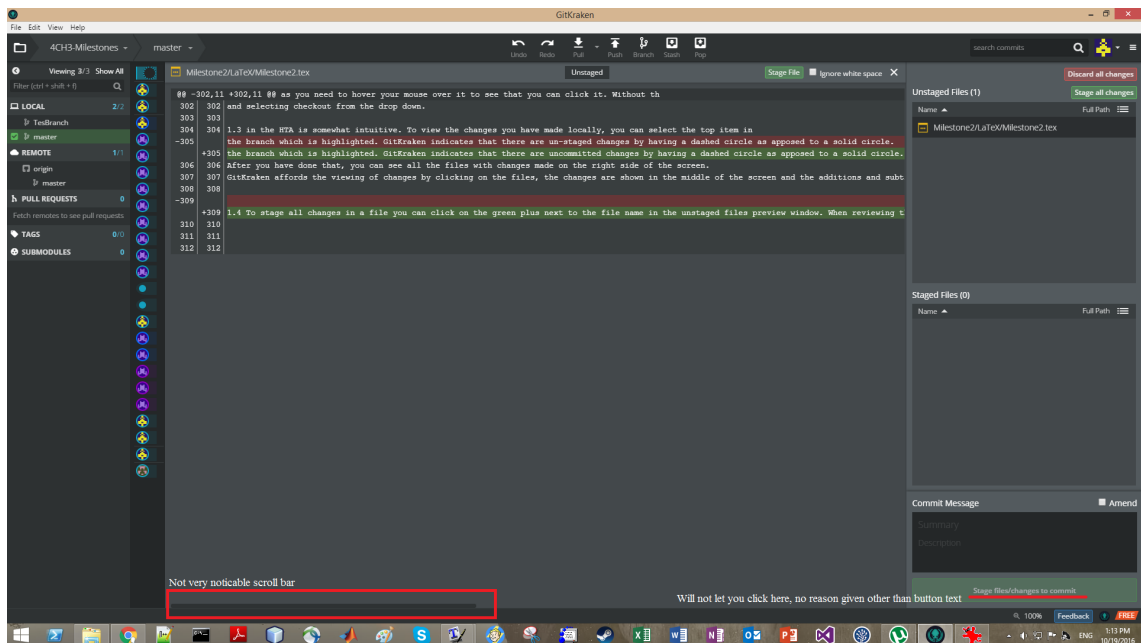 GitKraken
File Edit View Help
4CH3-Milestones
master
Undo Redo Pull Push Branch Stash Pop
search commits
Viewing 3/3 Show All
Filter (ctrl + shift + f)
LOCAL 2/2
TesBranch
master
REMOTE 1/1
origin
master
PULL REQUESTS 0
Fetch remotes to see pull requests
TAGS 0/0
SUBMODULES 0
Milestone2/LaTeX/Milestone2.tex
Unstaged
Stage File Ignore white space X
@@ -302,11 +302,11 @@ as you need to hover your mouse over it to see that you can click it. Without th
302 302 and selecting checkout from the drop down.
303 303
304 304 1.3 in the HTA is somewhat intuitive. To view the changes you have made locally, you can select the top item in
-305 the branch which is highlighted. GitKraken indicates that there are un-staged changes by having a dashed circle as apposed to a solid circle.
+305 the branch which is highlighted. GitKraken indicates that there are uncommitted changes by having a dashed circle as apposed to a solid circle.
306 306 After you have done that, you can see all the files with changes made on the right side of the screen.
307 307 GitKraken affords the viewing of changes by clicking on the files, the changes are shown in the middle of the screen and the additions and subt
308 308
-309
+309 1.4 To stage all changes in a file you can click on the green plus next to the file name in the unstaged files preview window. When reviewing t
310 310
311 311
312 312
Discard all changes
Unstaged Files (1) Stage all changes
Name Full Path
Milestone2/LaTeX/Milestone2.tex
Staged Files (0)
Name Full Path
Commit Message Amend
Summary
Description
Stage files/changes to commit
Not very noticable scroll bar
Will not let you click here, no reason given other than button text
100% Feedback FREE
ENG
1:13 PM
10/19/2016